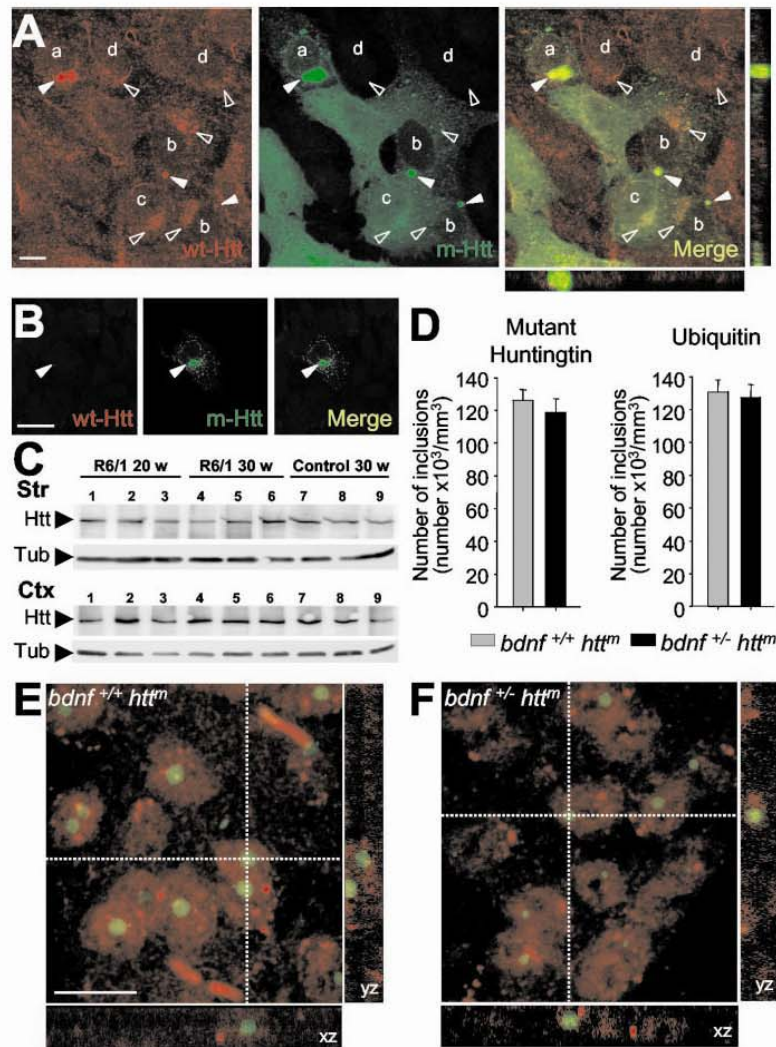 A
a
d
d
b
c
b
wt-Htt
a
d
d
b
c
b
m-Htt
a
d
d
b
c
b
Merge
B
wt-Htt
m-Htt
Merge
C
R6/1 20 w R6/1 30 w Control 30 w
Str
1 2 3 4 5 6 7 8 9
Htt
Tub
Ctx
1 2 3 4 5 6 7 8 9
Htt
Tub
D
Mutant
Huntingtin
Number of inclusions
(number x10³/mm³)
140
120
100
80
60
40
20
0
Ubiquitin
Number of inclusions
(number x10³/mm³)
140
120
100
80
60
40
20
0
bdnf +/+ httᵐ
bdnf +/- httᵐ
E
bdnf +/+ httᵐ
yz
xz
F
bdnf +/- httᵐ
yz
xz